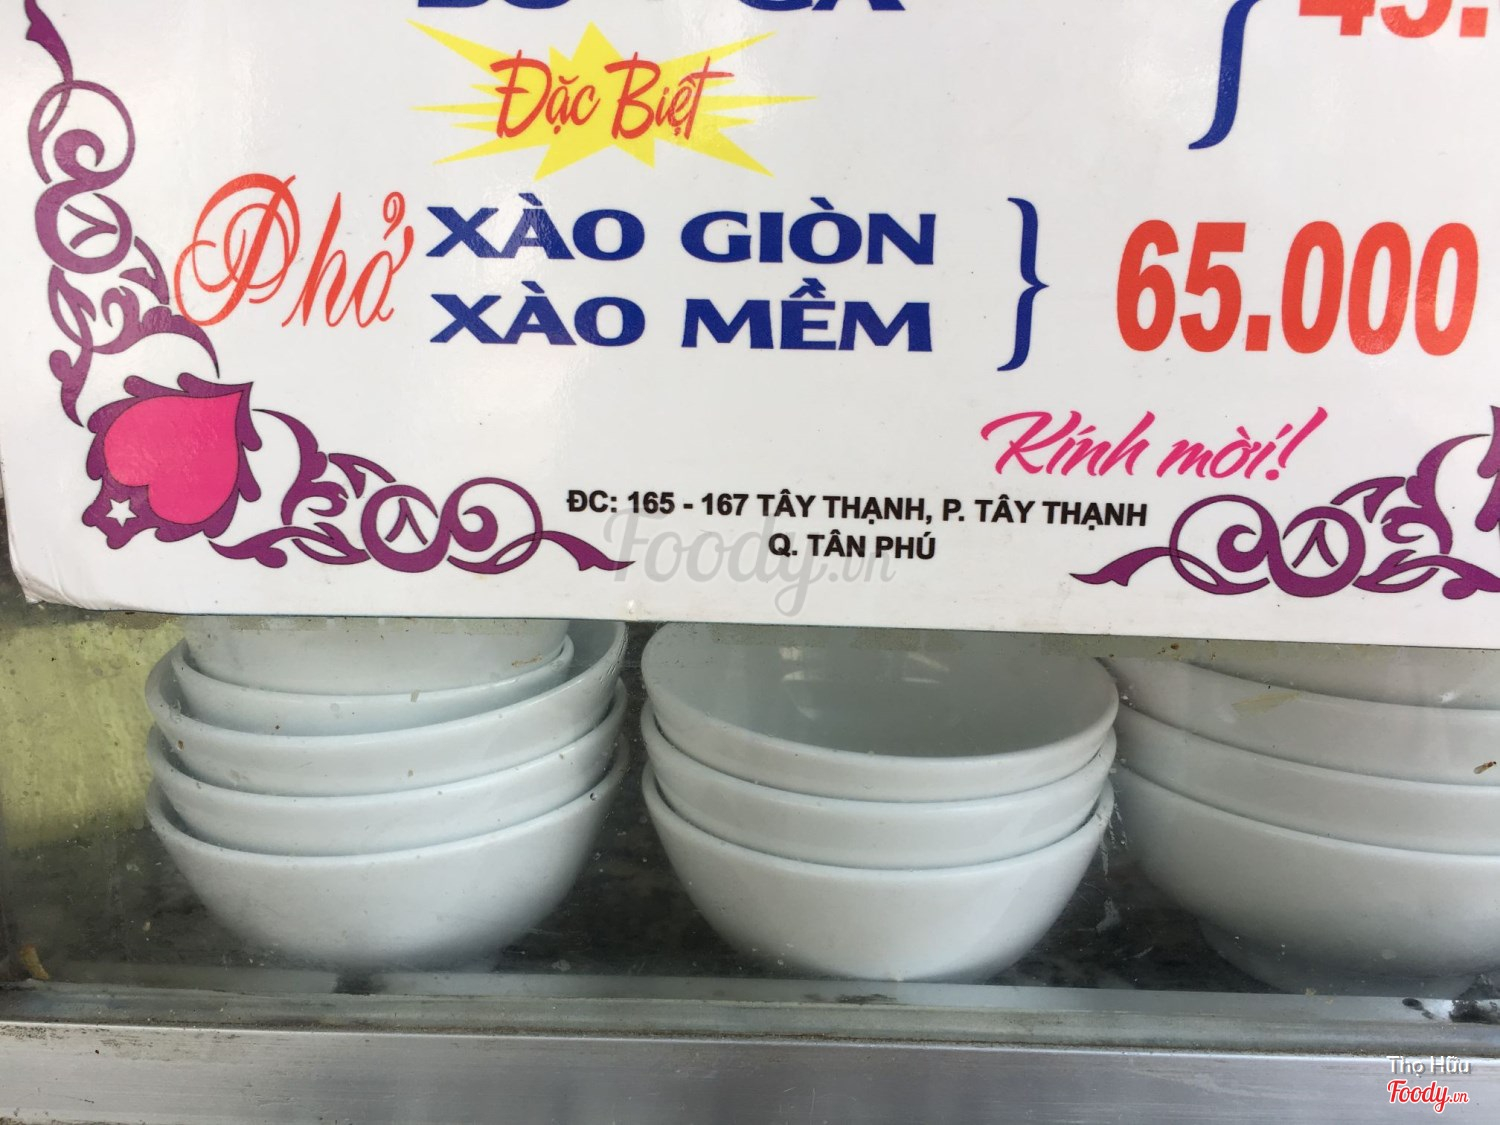 Đặc Biệt
Phở XÀO GIÒN
XÀO MỀM } 65.000
Kính mời!
ĐC: 165 - 167 TÂY THẠNH, P. TÂY THẠNH
Q. TÂN PHÚ
Foody.vn
Thọ Hữu
Foody.vn